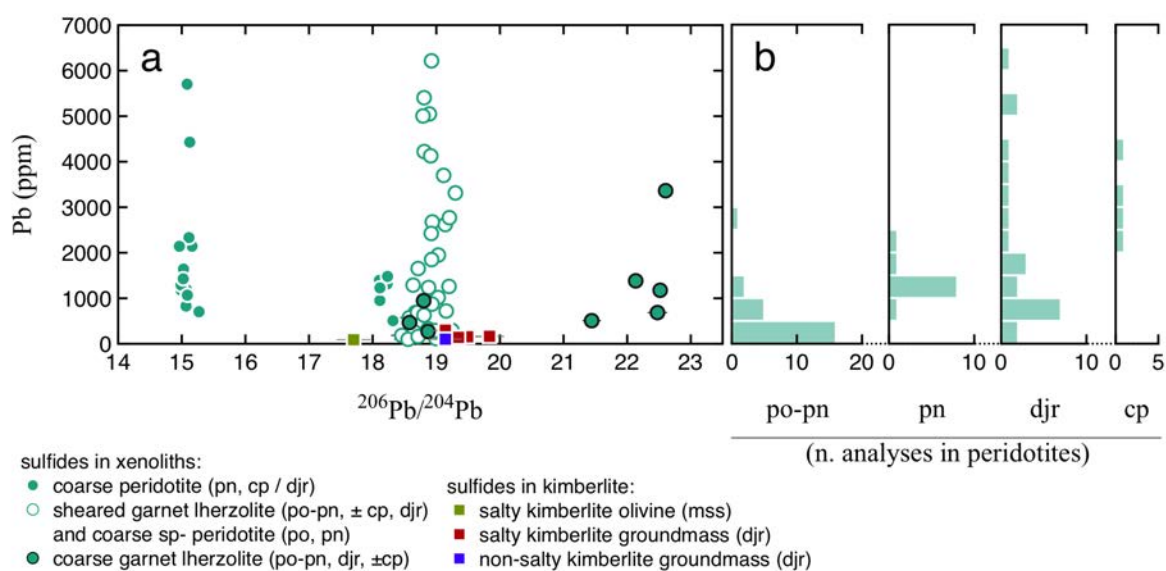 a
b
7000
6000
5000
4000
3000
2000
1000
0
Pb (ppm)
14 15 16 17 18 19 20 21 22 23
²⁰⁶Pb/²⁰⁴Pb
0 10 20
0 10
0 10
0 5
po-pn pn djr cp
(n. analyses in peridotites)
sulfides in xenoliths:
coarse peridotite (pn, cp / djr)
sheared garnet lherzolite (po-pn, ± cp, djr)
and coarse sp- peridotite (po, pn)
coarse garnet lherzolite (po-pn, djr, ±cp)
sulfides in kimberlite:
salty kimberlite olivine (mss)
salty kimberlite groundmass (djr)
non-salty kimberlite groundmass (djr)